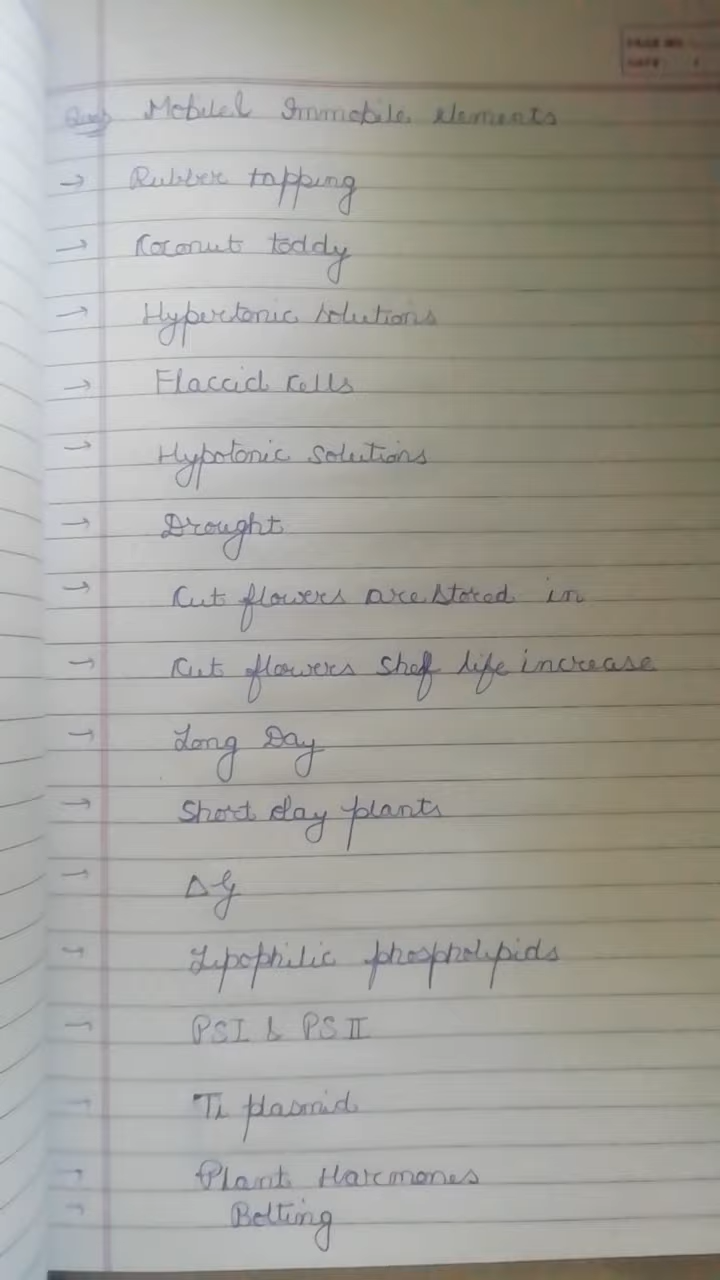 Mobile & Immobile elements
→ Rubber tapping
→ Coconut toddy
→ Hypertonic solutions
→ Flaccid cells
→ Hypotonic solutions
→ Drought
→ Cut flowers are stored in
→ Cut flowers shelf life increase
→ Long Day
→ Short day plants
→ ΔG
→ Lipophilic phospholipids
→ PSI & PSII
→ Ti plasmid
→ Plant Harmones
→ Bolting